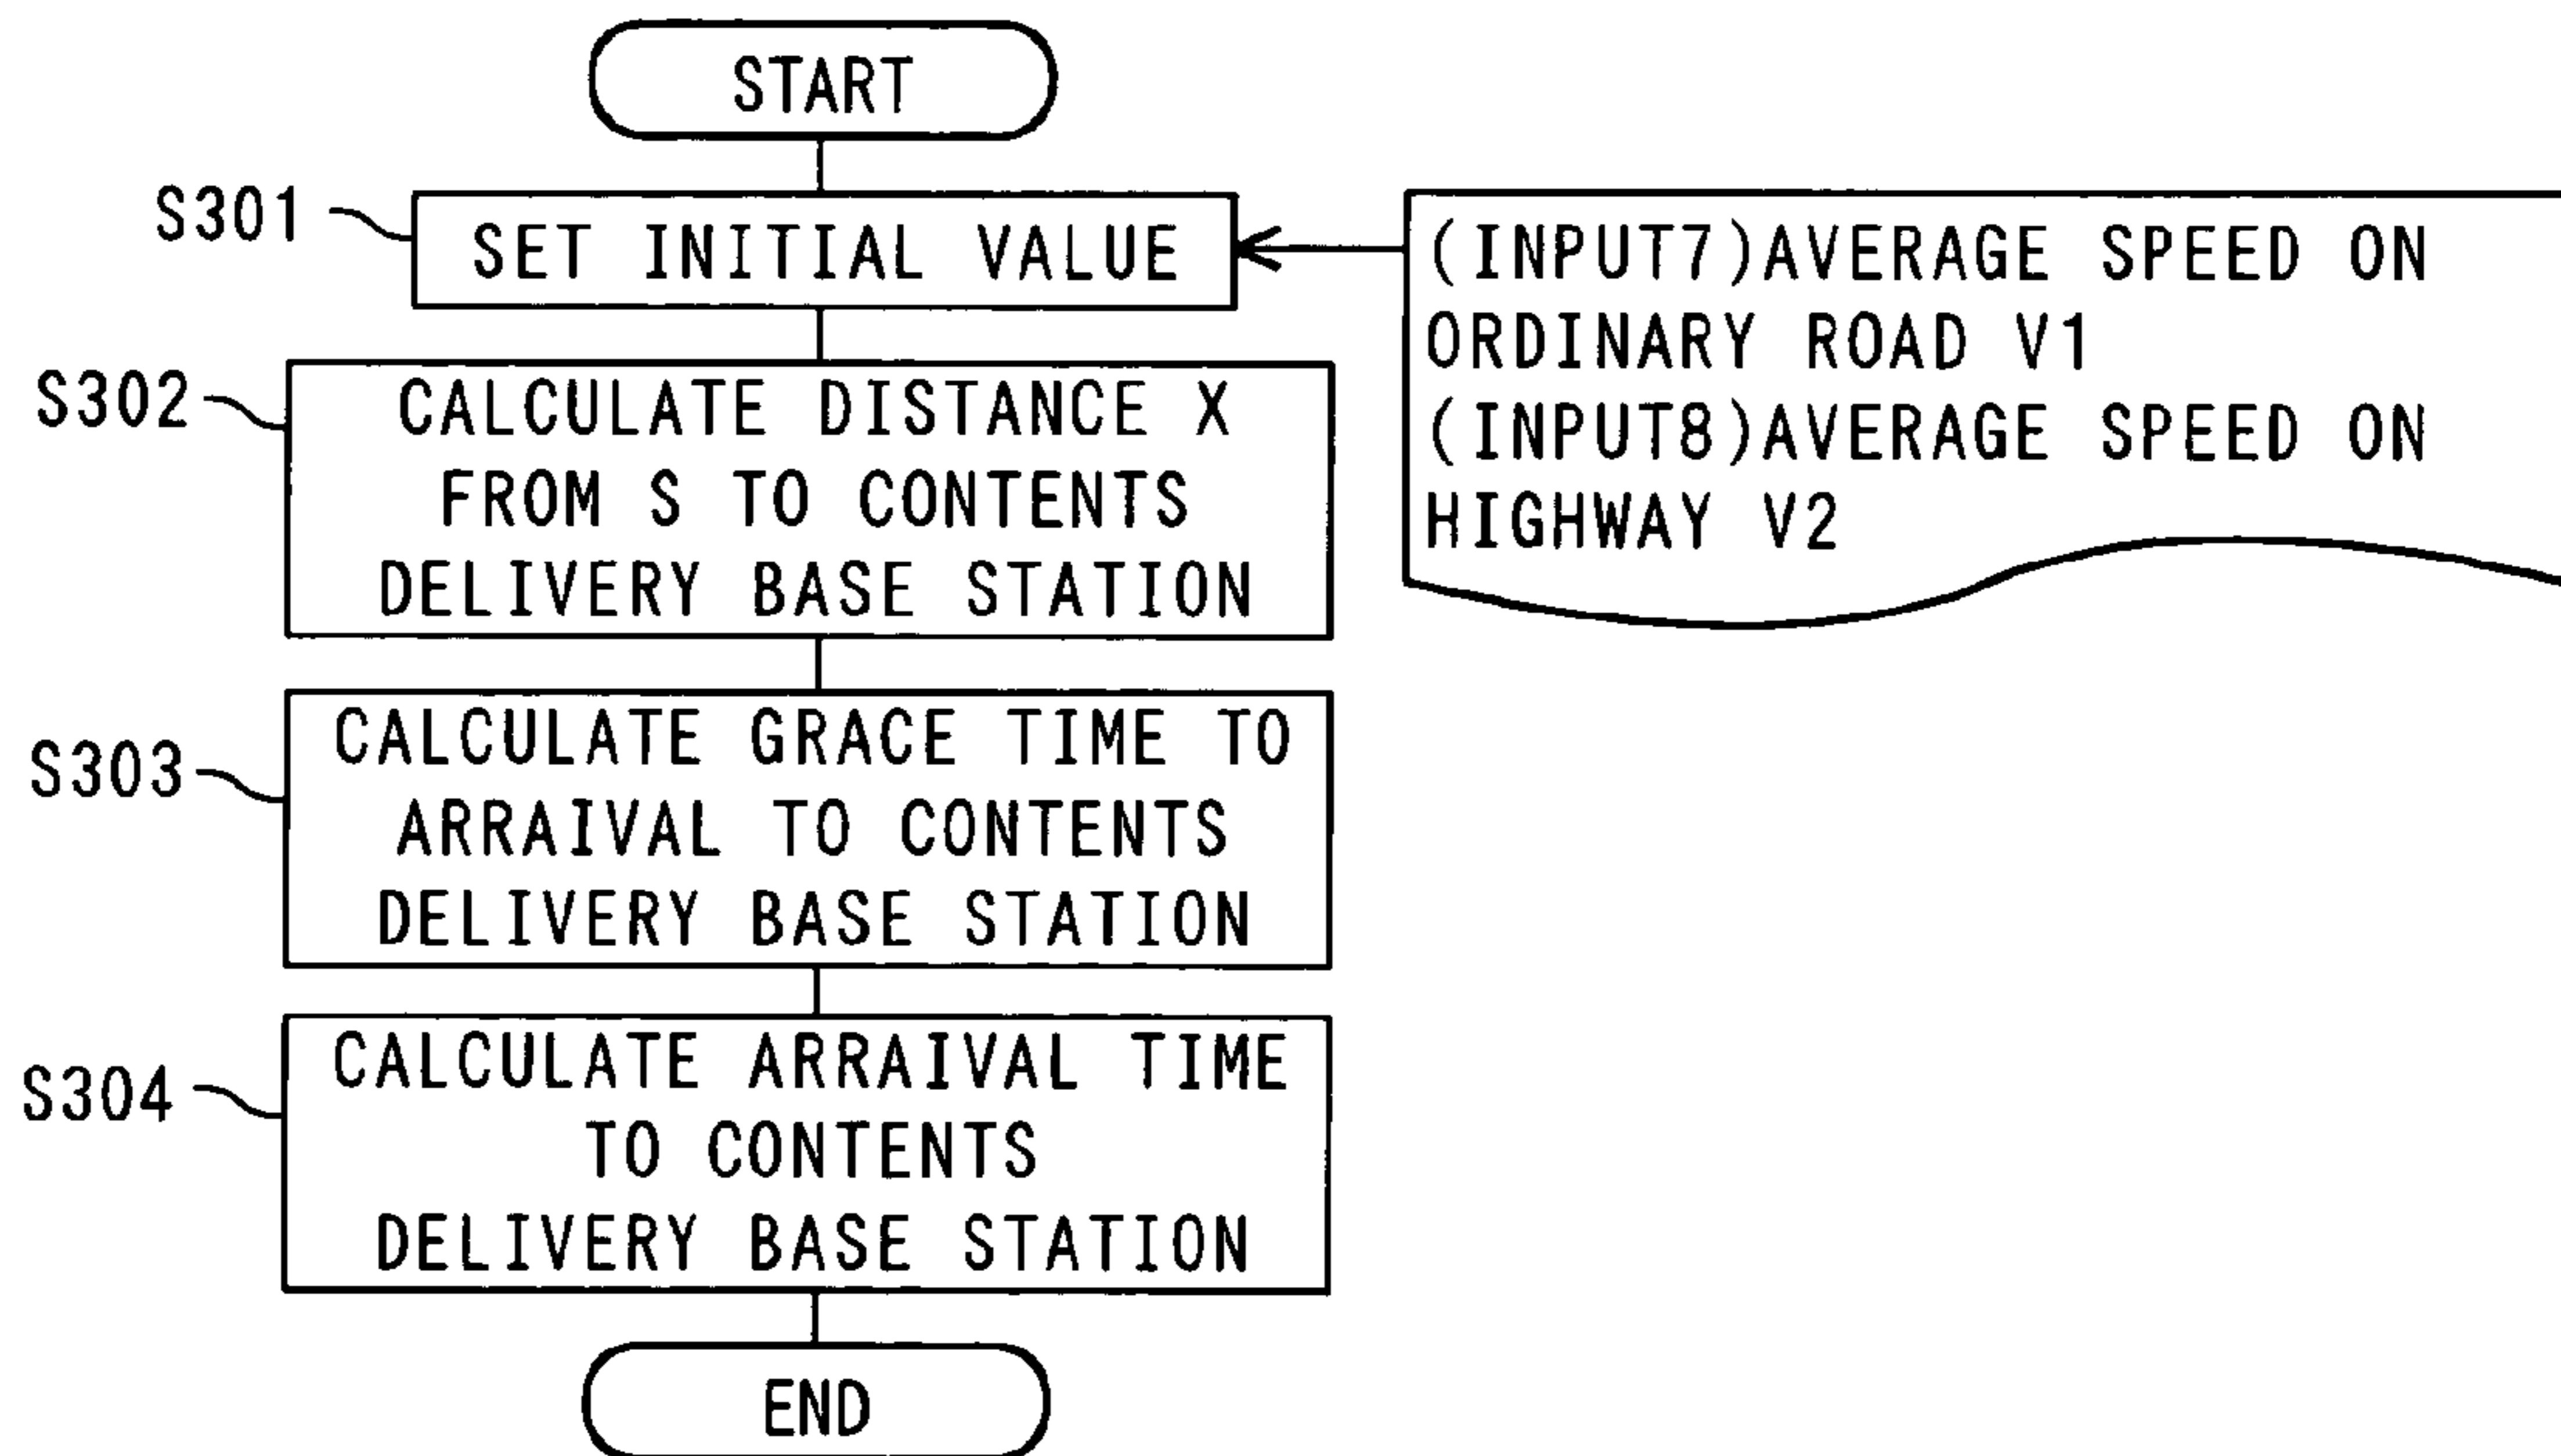 START
S301
SET INITIAL VALUE
(INPUT7)AVERAGE SPEED ON
ORDINARY ROAD V1
(INPUT8)AVERAGE SPEED ON
HIGHWAY V2
S302
CALCULATE DISTANCE X
FROM S TO CONTENTS
DELIVERY BASE STATION
S303
CALCULATE GRACE TIME TO
ARRAIVAL TO CONTENTS
DELIVERY BASE STATION
S304
CALCULATE ARRAIVAL TIME
TO CONTENTS
DELIVERY BASE STATION
END